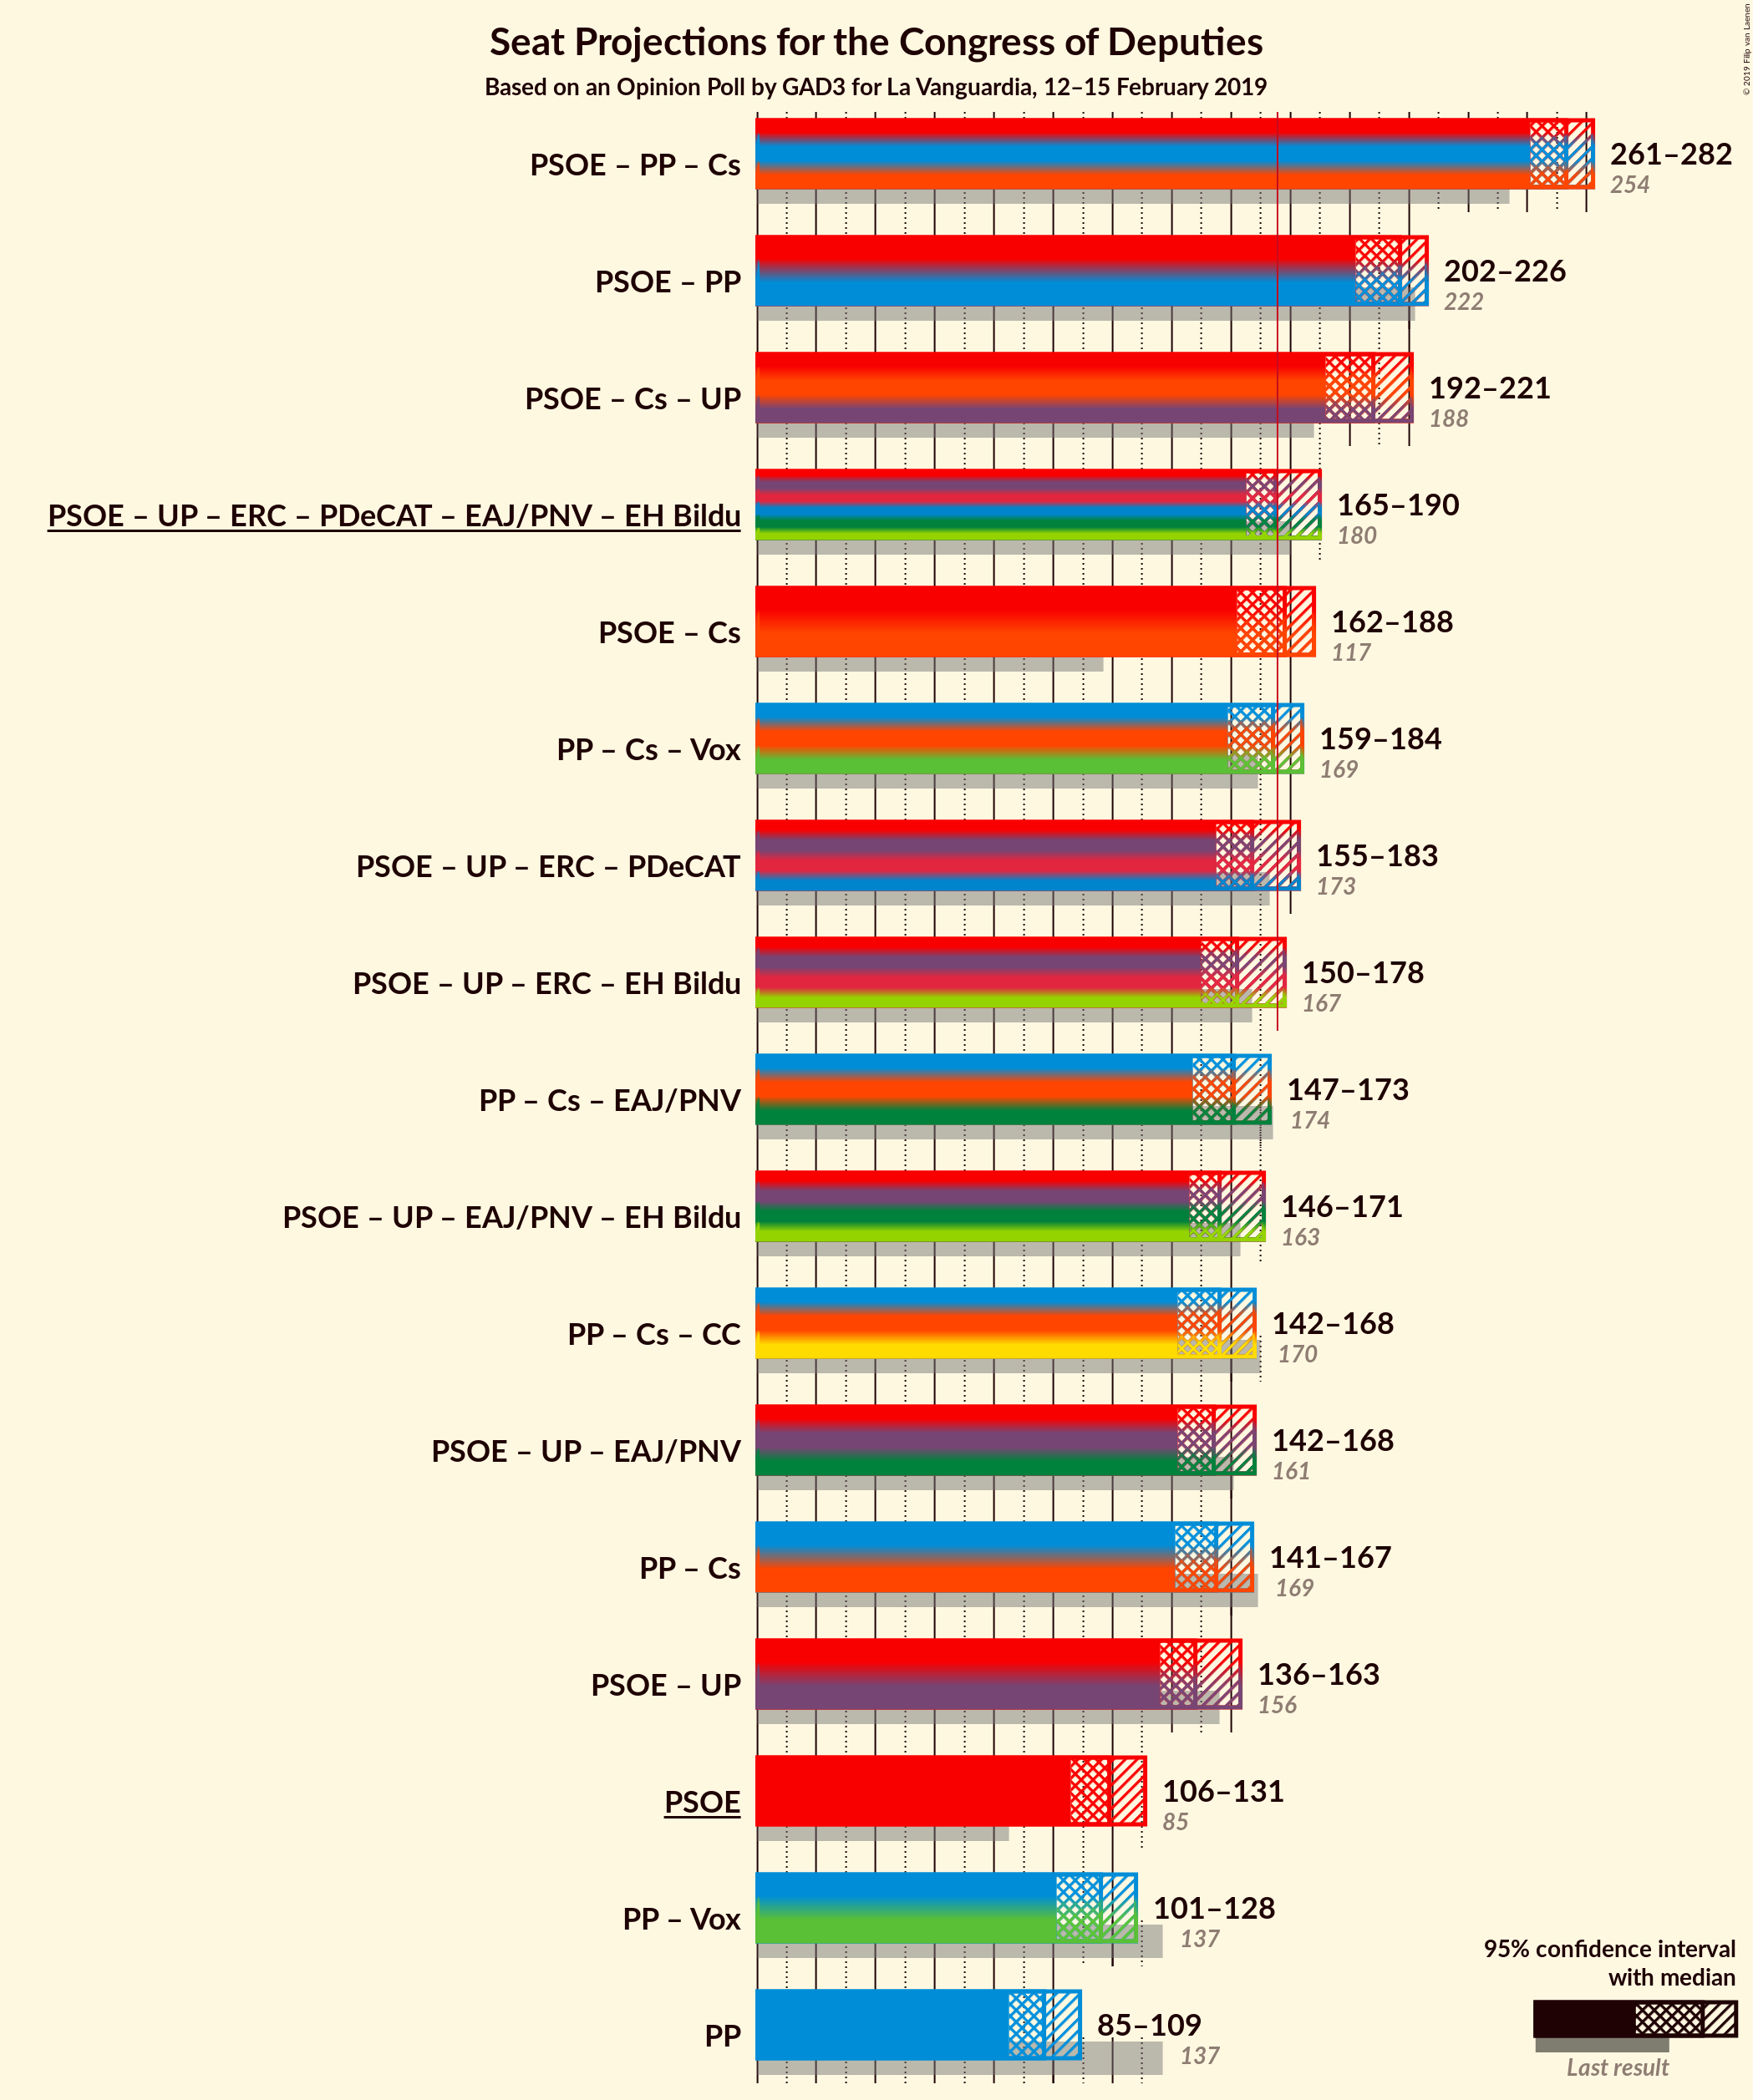 Seat Projections for the Congress of Deputies
Based on an Opinion Poll by GAD3 for La Vanguardia, 12–15 February 2019
© 2019 Filip van Laenen
PSOE – PP – Cs
261–282
254
PSOE – PP
202–226
222
PSOE – Cs – UP
192–221
188
PSOE – UP – ERC – PDeCAT – EAJ/PNV – EH Bildu
165–190
180
PSOE – Cs
162–188
117
PP – Cs – Vox
159–184
169
PSOE – UP – ERC – PDeCAT
155–183
173
PSOE – UP – ERC – EH Bildu
150–178
167
PP – Cs – EAJ/PNV
147–173
174
PSOE – UP – EAJ/PNV – EH Bildu
146–171
163
PP – Cs – CC
142–168
170
PSOE – UP – EAJ/PNV
142–168
161
PP – Cs
141–167
169
PSOE – UP
136–163
156
PSOE
106–131
85
PP – Vox
101–128
137
PP
85–109
137
95% confidence interval
with median
Last result